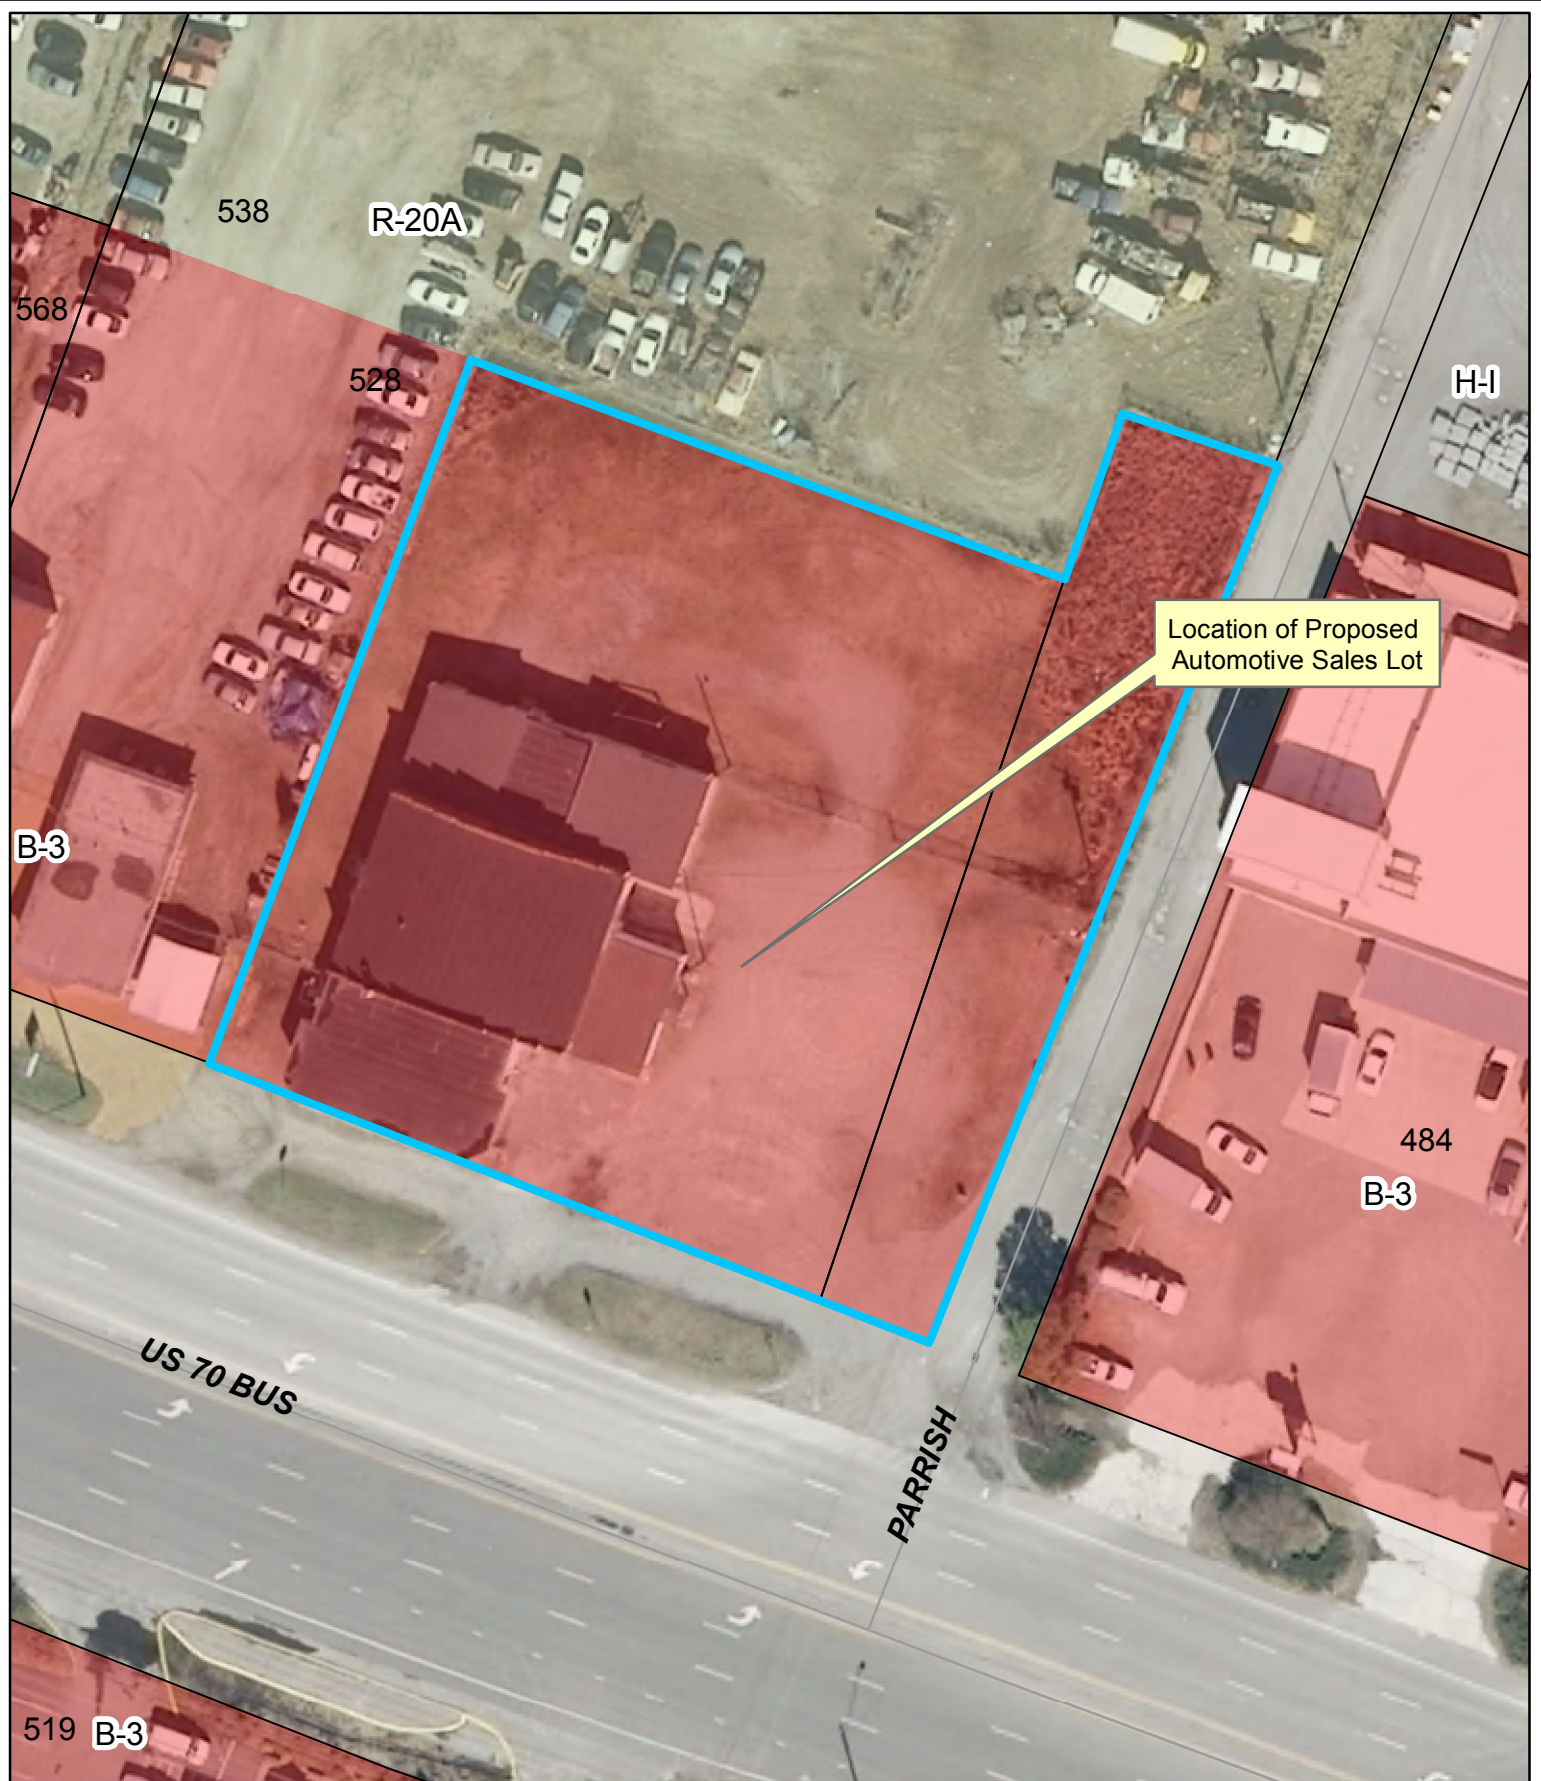 538
R-20A
568
528
H-I
Location of Proposed
Automotive Sales Lot
B-3
484
B-3
US 70 BUS
PARRISH
519
B-3